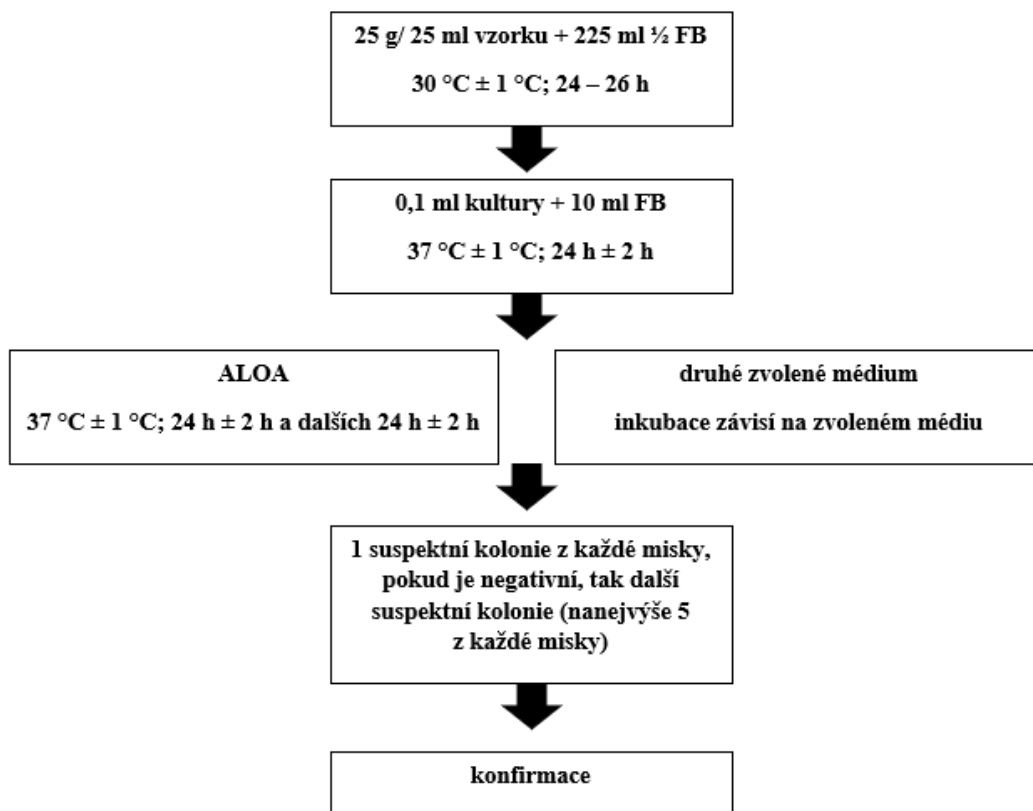 25 g/ 25 ml vzorku + 225 ml ½ FB
30 °C ± 1 °C; 24 – 26 h
0,1 ml kultury + 10 ml FB
37 °C ± 1 °C; 24 h ± 2 h
ALOA
37 °C ± 1 °C; 24 h ± 2 h a dalších 24 h ± 2 h
druhé zvolené médium
inkubace závisí na zvoleném médiu
1 suspektní kolonie z každé misky,
pokud je negativní, tak další
suspektní kolonie (nanejvýše 5
z každé misky)
konfirmace